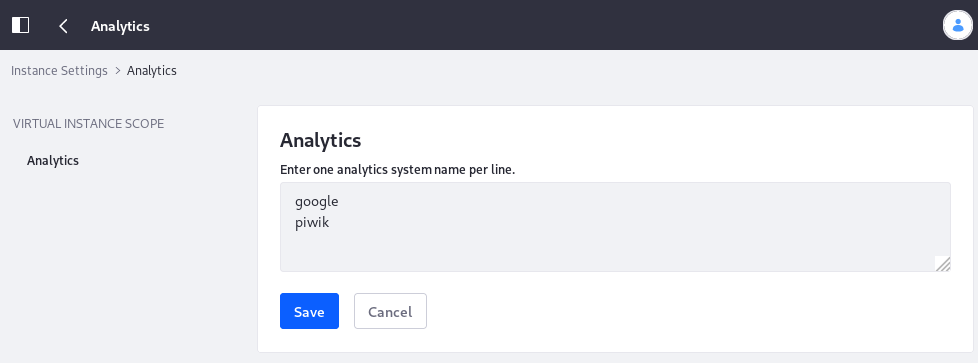 Analytics
Instance Settings > Analytics
VIRTUAL INSTANCE SCOPE
Analytics
Analytics
Enter one analytics system name per line.
google
piwik
Save Cancel